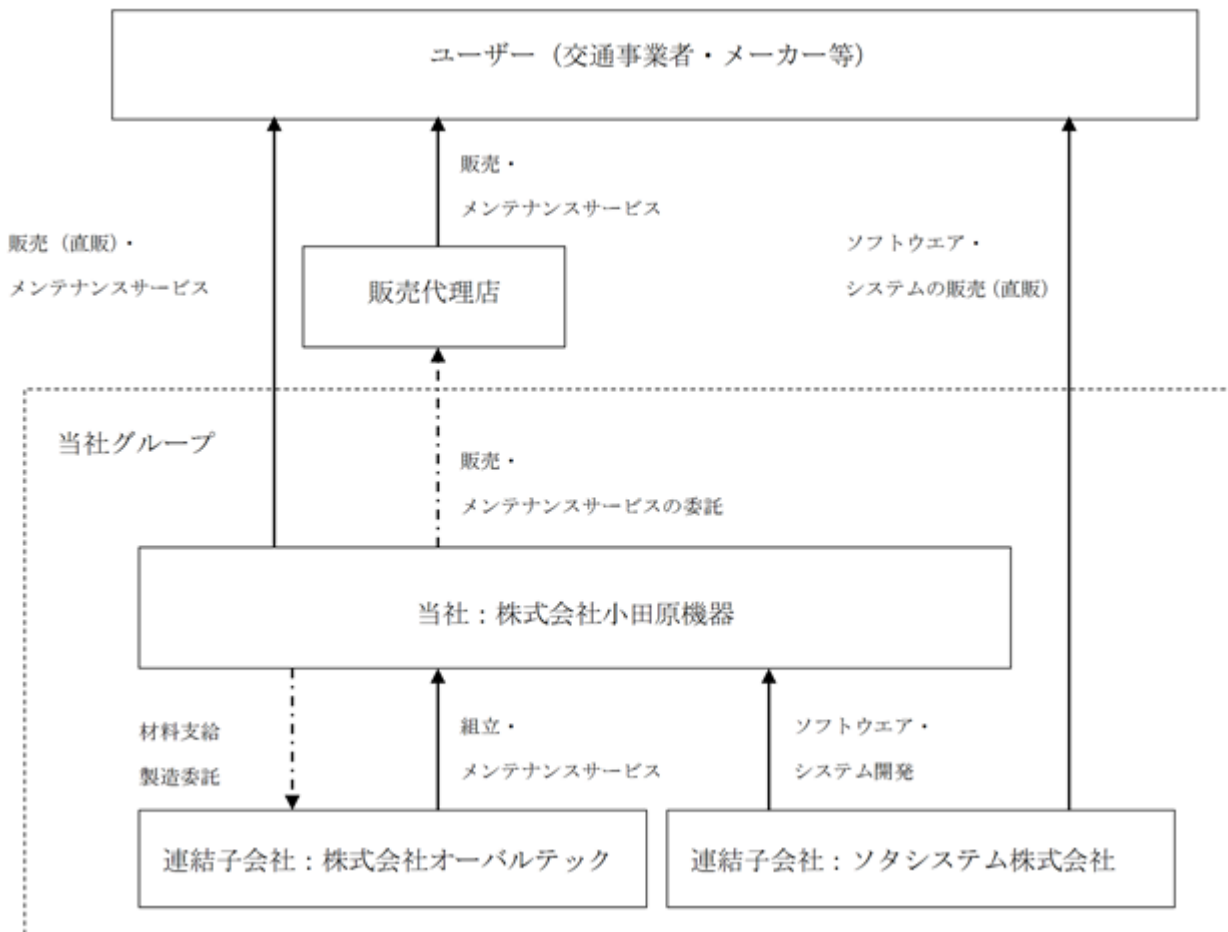 ユーザー（交通事業者・メーカー等）
販売・
メンテナンスサービス
販売（直販）・
メンテナンスサービス
ソフトウエア・
システムの販売（直販）
販売代理店
当社グループ
販売・
メンテナンスサービスの委託
当社：株式会社小田原機器
材料支給
製造委託
組立・
メンテナンスサービス
ソフトウエア・
システム開発
連結子会社：株式会社オーバルテック
連結子会社：ソタシステム株式会社